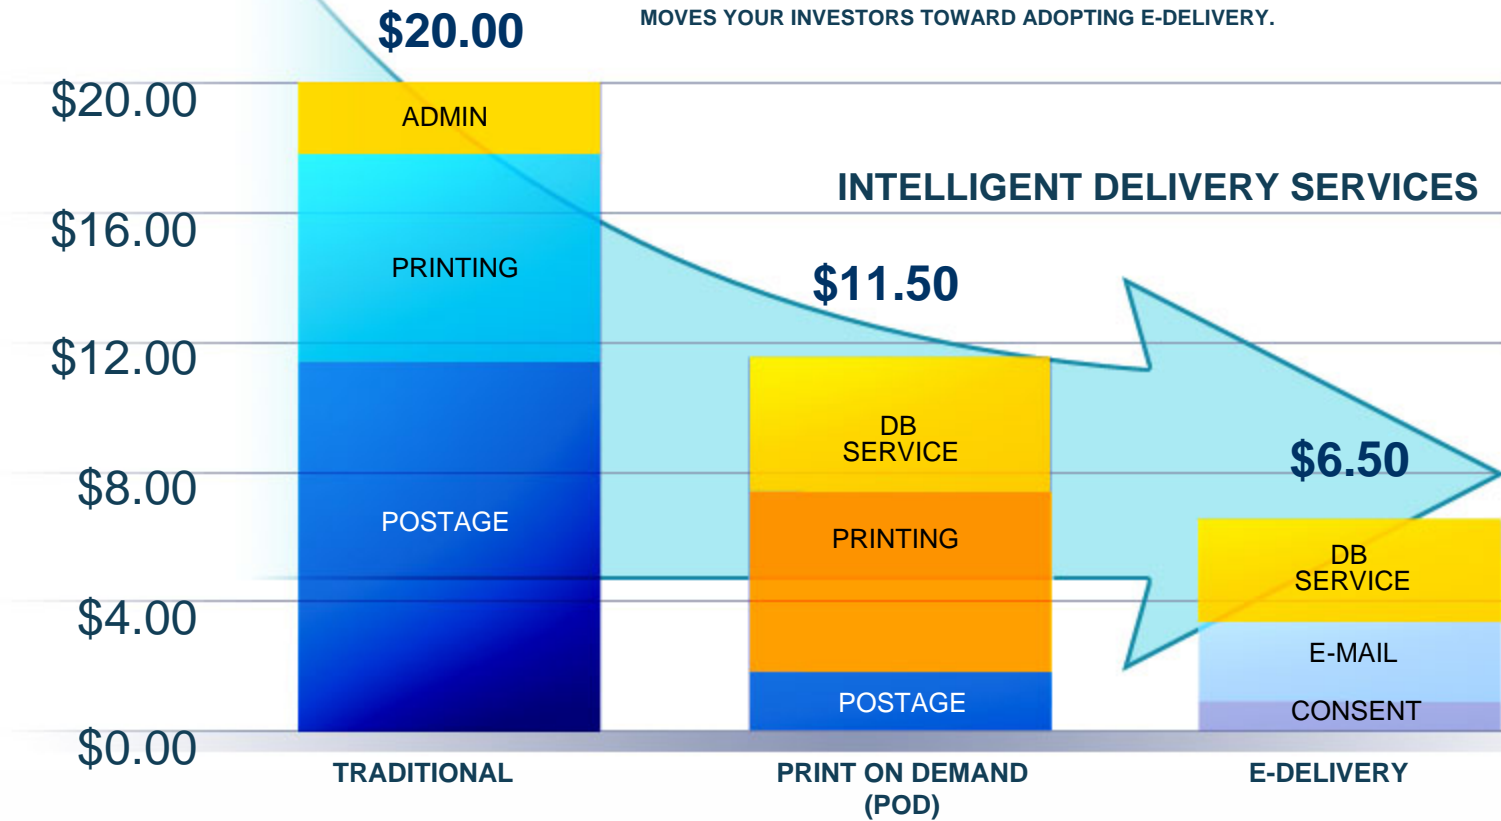 MOVES YOUR INVESTORS TOWARD ADOPTING E-DELIVERY.
$20.00
$20.00
ADMIN
INTELLIGENT DELIVERY SERVICES
$16.00
PRINTING
$11.50
$12.00
DB
SERVICE
$6.50
$8.00
POSTAGE
PRINTING
DB
SERVICE
$4.00
E-MAIL
POSTAGE
CONSENT
$0.00
TRADITIONAL
PRINT ON DEMAND
(POD)
E-DELIVERY